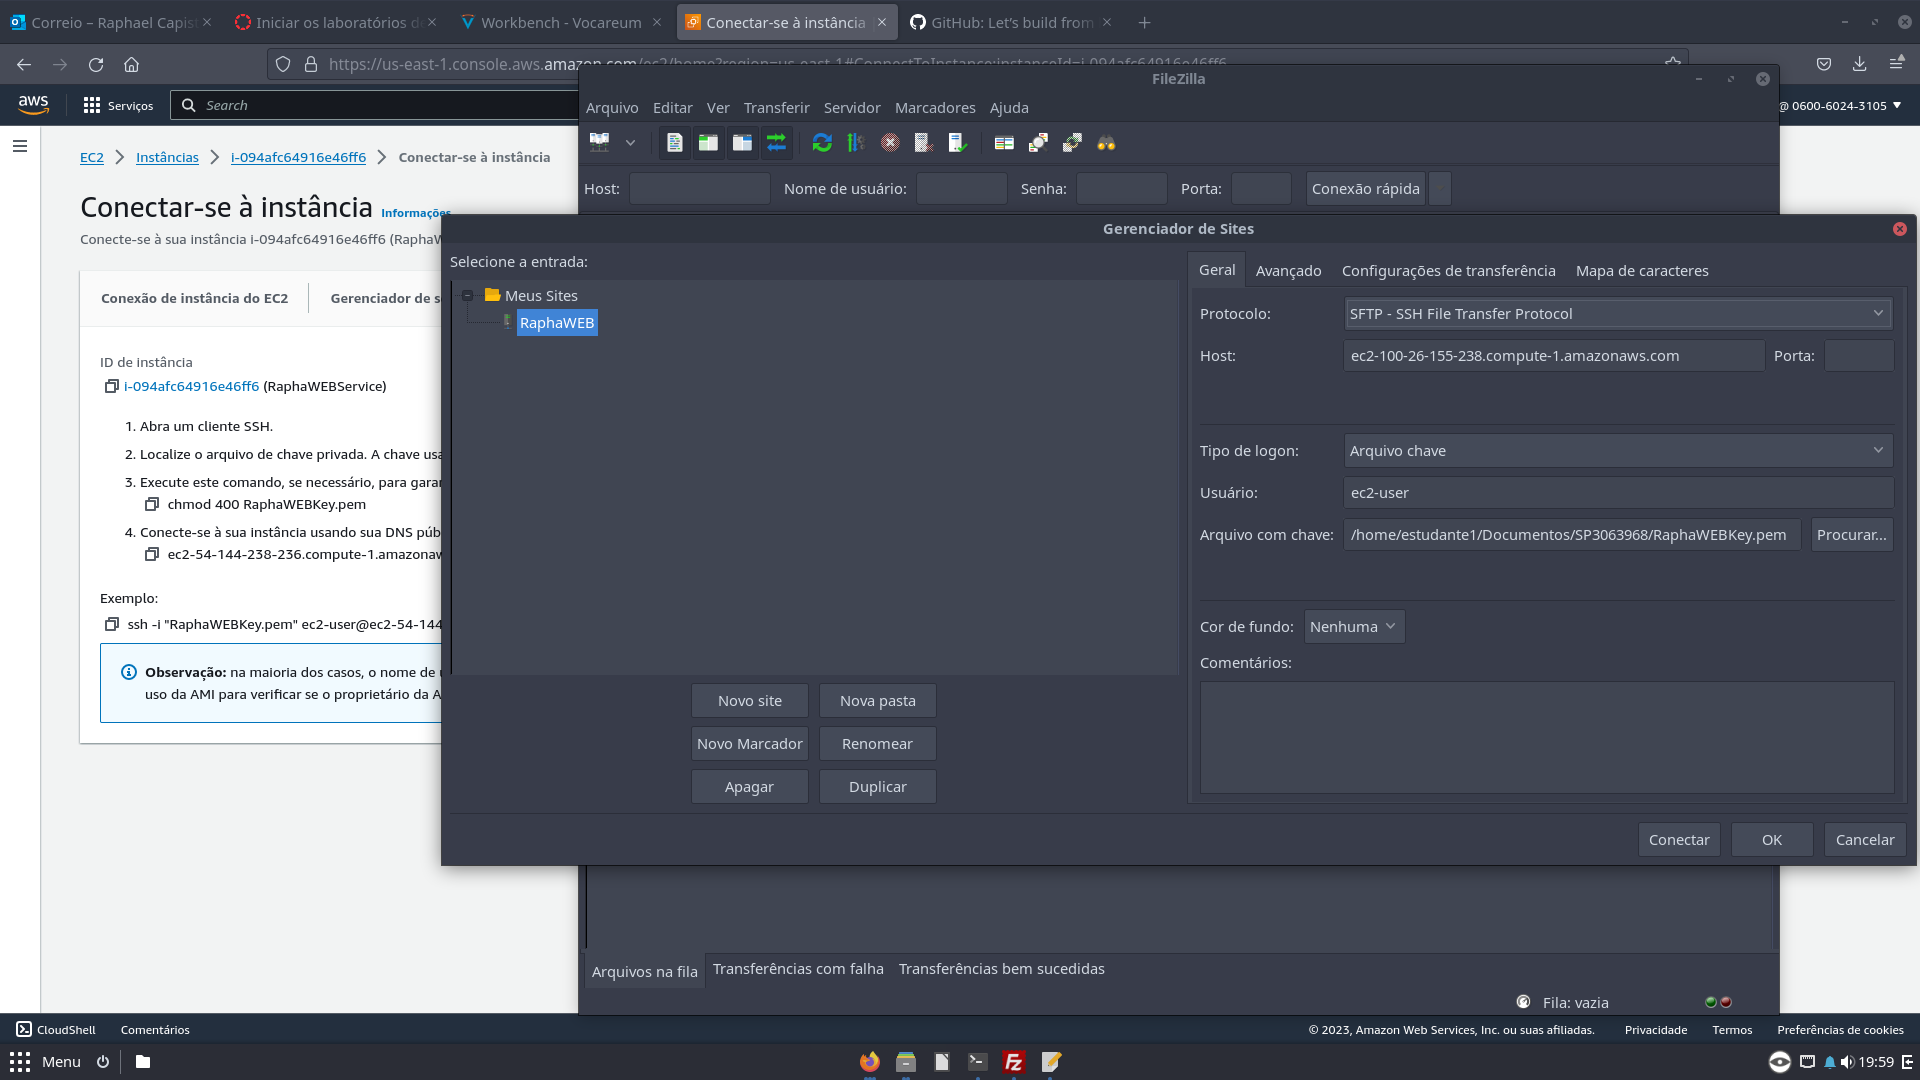 Correio – Raphael Capist
Iniciar os laboratórios d
Workbench - Vocareum
Conectar-se à instância
GitHub: Let's build from
https://us-east-1.console.aws.amazon.com/ec2/home?region=us-east-1#ConnectToInstance:instanceId=i-094afc64916e46ff6
FileZilla
aws
Serviços
Search
@ 0600-6024-3105
Arquivo Editar Ver Transferir Servidor Marcadores Ajuda
EC2
Instâncias
i-094afc64916e46ff6
Conectar-se à instância
Host:
Nome de usuário:
Senha:
Porta:
Conexão rápida
Conectar-se à instância
Informações
Conecte-se à sua instância i-094afc64916e46ff6 (RaphaW
Gerenciador de Sites
Selecione a entrada:
Meus Sites
RaphaWEB
Geral
Avançado
Configurações de transferência
Mapa de caracteres
Protocolo:
SFTP - SSH File Transfer Protocol
Host:
ec2-100-26-155-238.compute-1.amazonaws.com
Porta:
Tipo de logon:
Arquivo chave
Usuário:
ec2-user
Arquivo com chave:
/home/estudante1/Documentos/SP3063968/RaphaWEBKey.pem
Procurar...
Cor de fundo:
Nenhuma
Comentários:
Novo site
Nova pasta
Novo Marcador
Renomear
Apagar
Duplicar
Conectar
OK
Cancelar
Conexão de instância do EC2
Gerenciador de s
ID de instância
i-094afc64916e46ff6 (RaphaWEBService)
1. Abra um cliente SSH.
2. Localize o arquivo de chave privada. A chave usa
3. Execute este comando, se necessário, para garan
chmod 400 RaphaWEBKey.pem
4. Conecte-se à sua instância usando sua DNS púb
ec2-54-144-238-236.compute-1.amazonaw
Exemplo:
ssh -i "RaphaWEBKey.pem" ec2-user@ec2-54-144
Observação: na maioria dos casos, o nome de u
uso da AMI para verificar se o proprietário da A
Arquivos na fila
Transferências com falha
Transferências bem sucedidas
Fila: vazia
CloudShell
Comentários
© 2023, Amazon Web Services, Inc. ou suas afiliadas.
Privacidade
Termos
Preferências de cookies
Menu
19:59